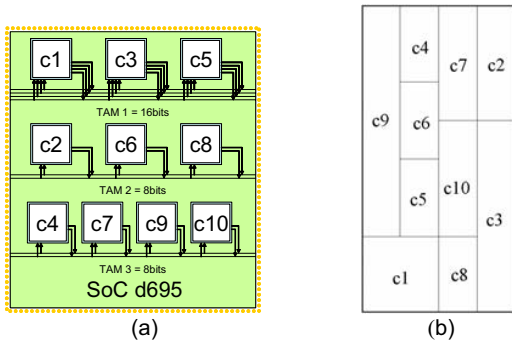 c1 c3 c5
TAM 1 = 16bits
c2 c6 c8
TAM 2 = 8bits
c4 c7 c9 c10
TAM 3 = 8bits
SoC d695
(a)
c4 c7 c2
c9 c6
c10
c5 c3
c1 c8
(b)